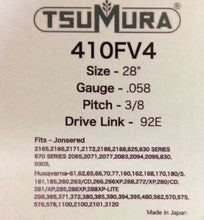 TSUMURA
410FV4
Size - 28"
Gauge - .058
Pitch - 3/8
Drive Link - 92E
Fits - Jonsered
2165,2166,2171,2172,2186,2188,625,630 SERIES
670 SERIES 2065,2071,2077,2083,2094,2095,830,
930S,
Husqvarna-61,62,65,66,70,77,160,162,168,170,180/S,
181,185,260,263/CD,266,266XP,268,272/XP,280/CD,
281/XP,285,288XP,288XP-LITE
298,365,371,372,380,385,390,394,395,480,562,570,575,
576,576,1100,2100,2101,3120
Made in Japan